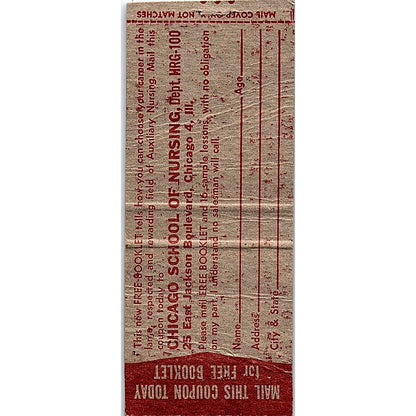 MAIL COVER ONLY, NOT MATCHES
This new FREE BOOKLET tells how you can choose your career in the
large, respected and rewarding field of Auxiliary Nursing. Mail this
coupon today to
CHICAGO SCHOOL OF NURSING, Dept. HRG-100
25 East Jackson Boulevard, Chicago 4, Ill.
Please mail FREE BOOKLET and 16 sample lessons, with no obligation
on my part. I understand no salesman will call.
Name Age
Address
City & State
MAIL THIS COUPON TODAY
for FREE BOOKLET